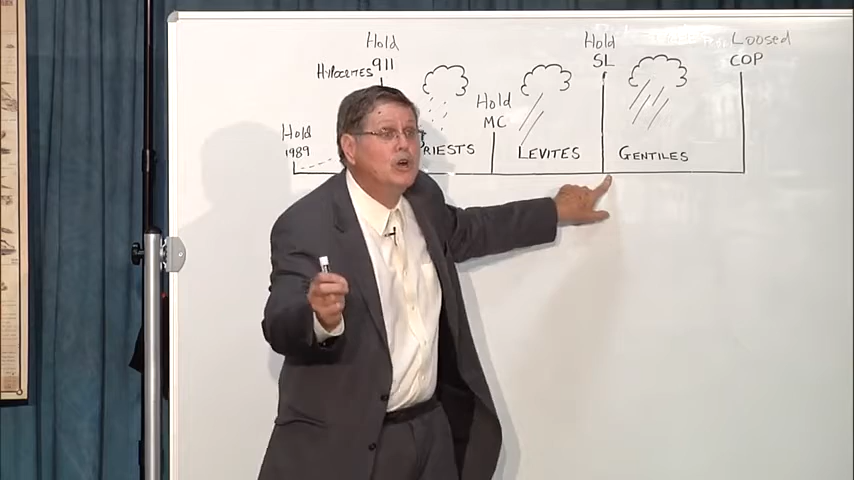 Hold
911
Hypocrites
Hold
1989
RIESTS
Hold
MC
LEVITES
Hold
SL
GENTILES
Loosed
COP